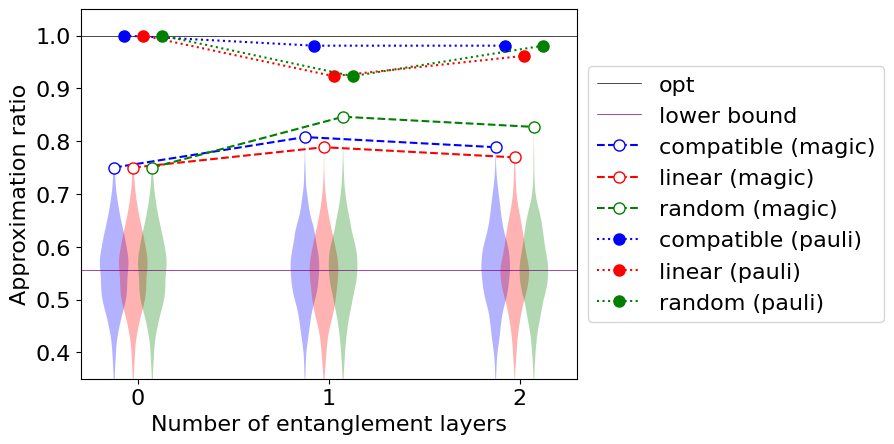 1.0
0.9
0.8
0.7
0.6
0.5
0.4
Approximation ratio
0 1 2
Number of entanglement layers
opt
lower bound
compatible (magic)
linear (magic)
random (magic)
compatible (pauli)
linear (pauli)
random (pauli)